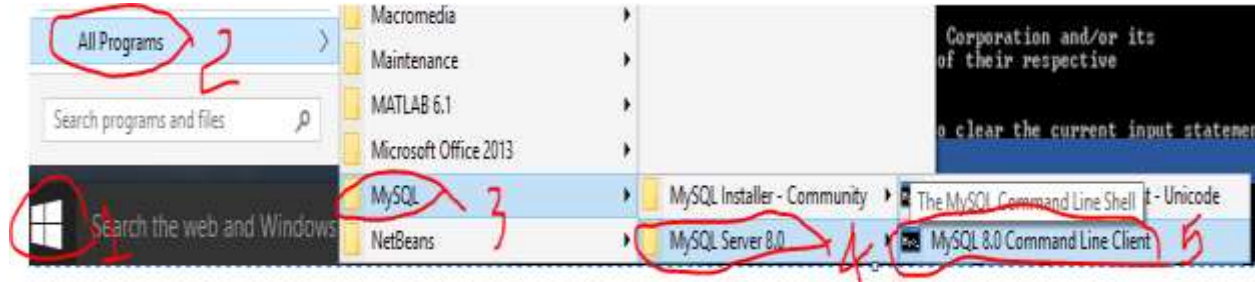 All Programs 2
Search programs and files
1 Search the web and Windows
Macromedia
Maintenance
MATLAB 6.1
Microsoft Office 2013
MySQL 3
NetBeans
MySQL Installer - Community
MySQL Server 8.0 4
Corporation and/or its
of their respective
o clear the current input stateme
The MySQL Command Line Shell t - Unicode
MySQL 8.0 Command Line Client 5